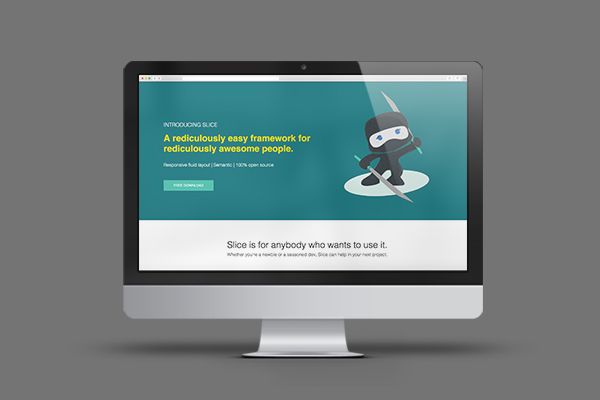 INTRODUCING SLICE
A rediculously easy framework for
rediculously awesome people.
Responsive fluid layout | Semantic | 100% open source
FREE DOWNLOAD
Slice is for anybody who wants to use it.
Whether you're a newbie or a seasoned dev, Slice can help in your next project.